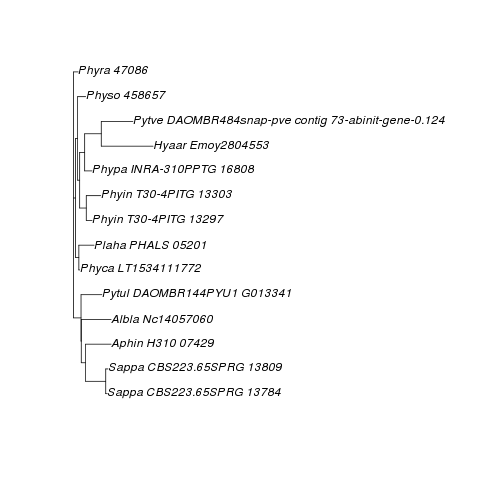 Phyra 47086
Physo 458657
Pytve DAOMBR484snap-pve contig 73-abinit-gene-0.124
Hyaar Emoy2804553
Phypa INRA-310PPTG 16808
Phyin T30-4PITG 13303
Phyin T30-4PITG 13297
Plaha PHALS 05201
Phyca LT1534111772
Pytul DAOMBR144PYU1 G013341
Albla Nc14057060
Aphin H310 07429
Sappa CBS223.65SPRG 13809
Sappa CBS223.65SPRG 13784